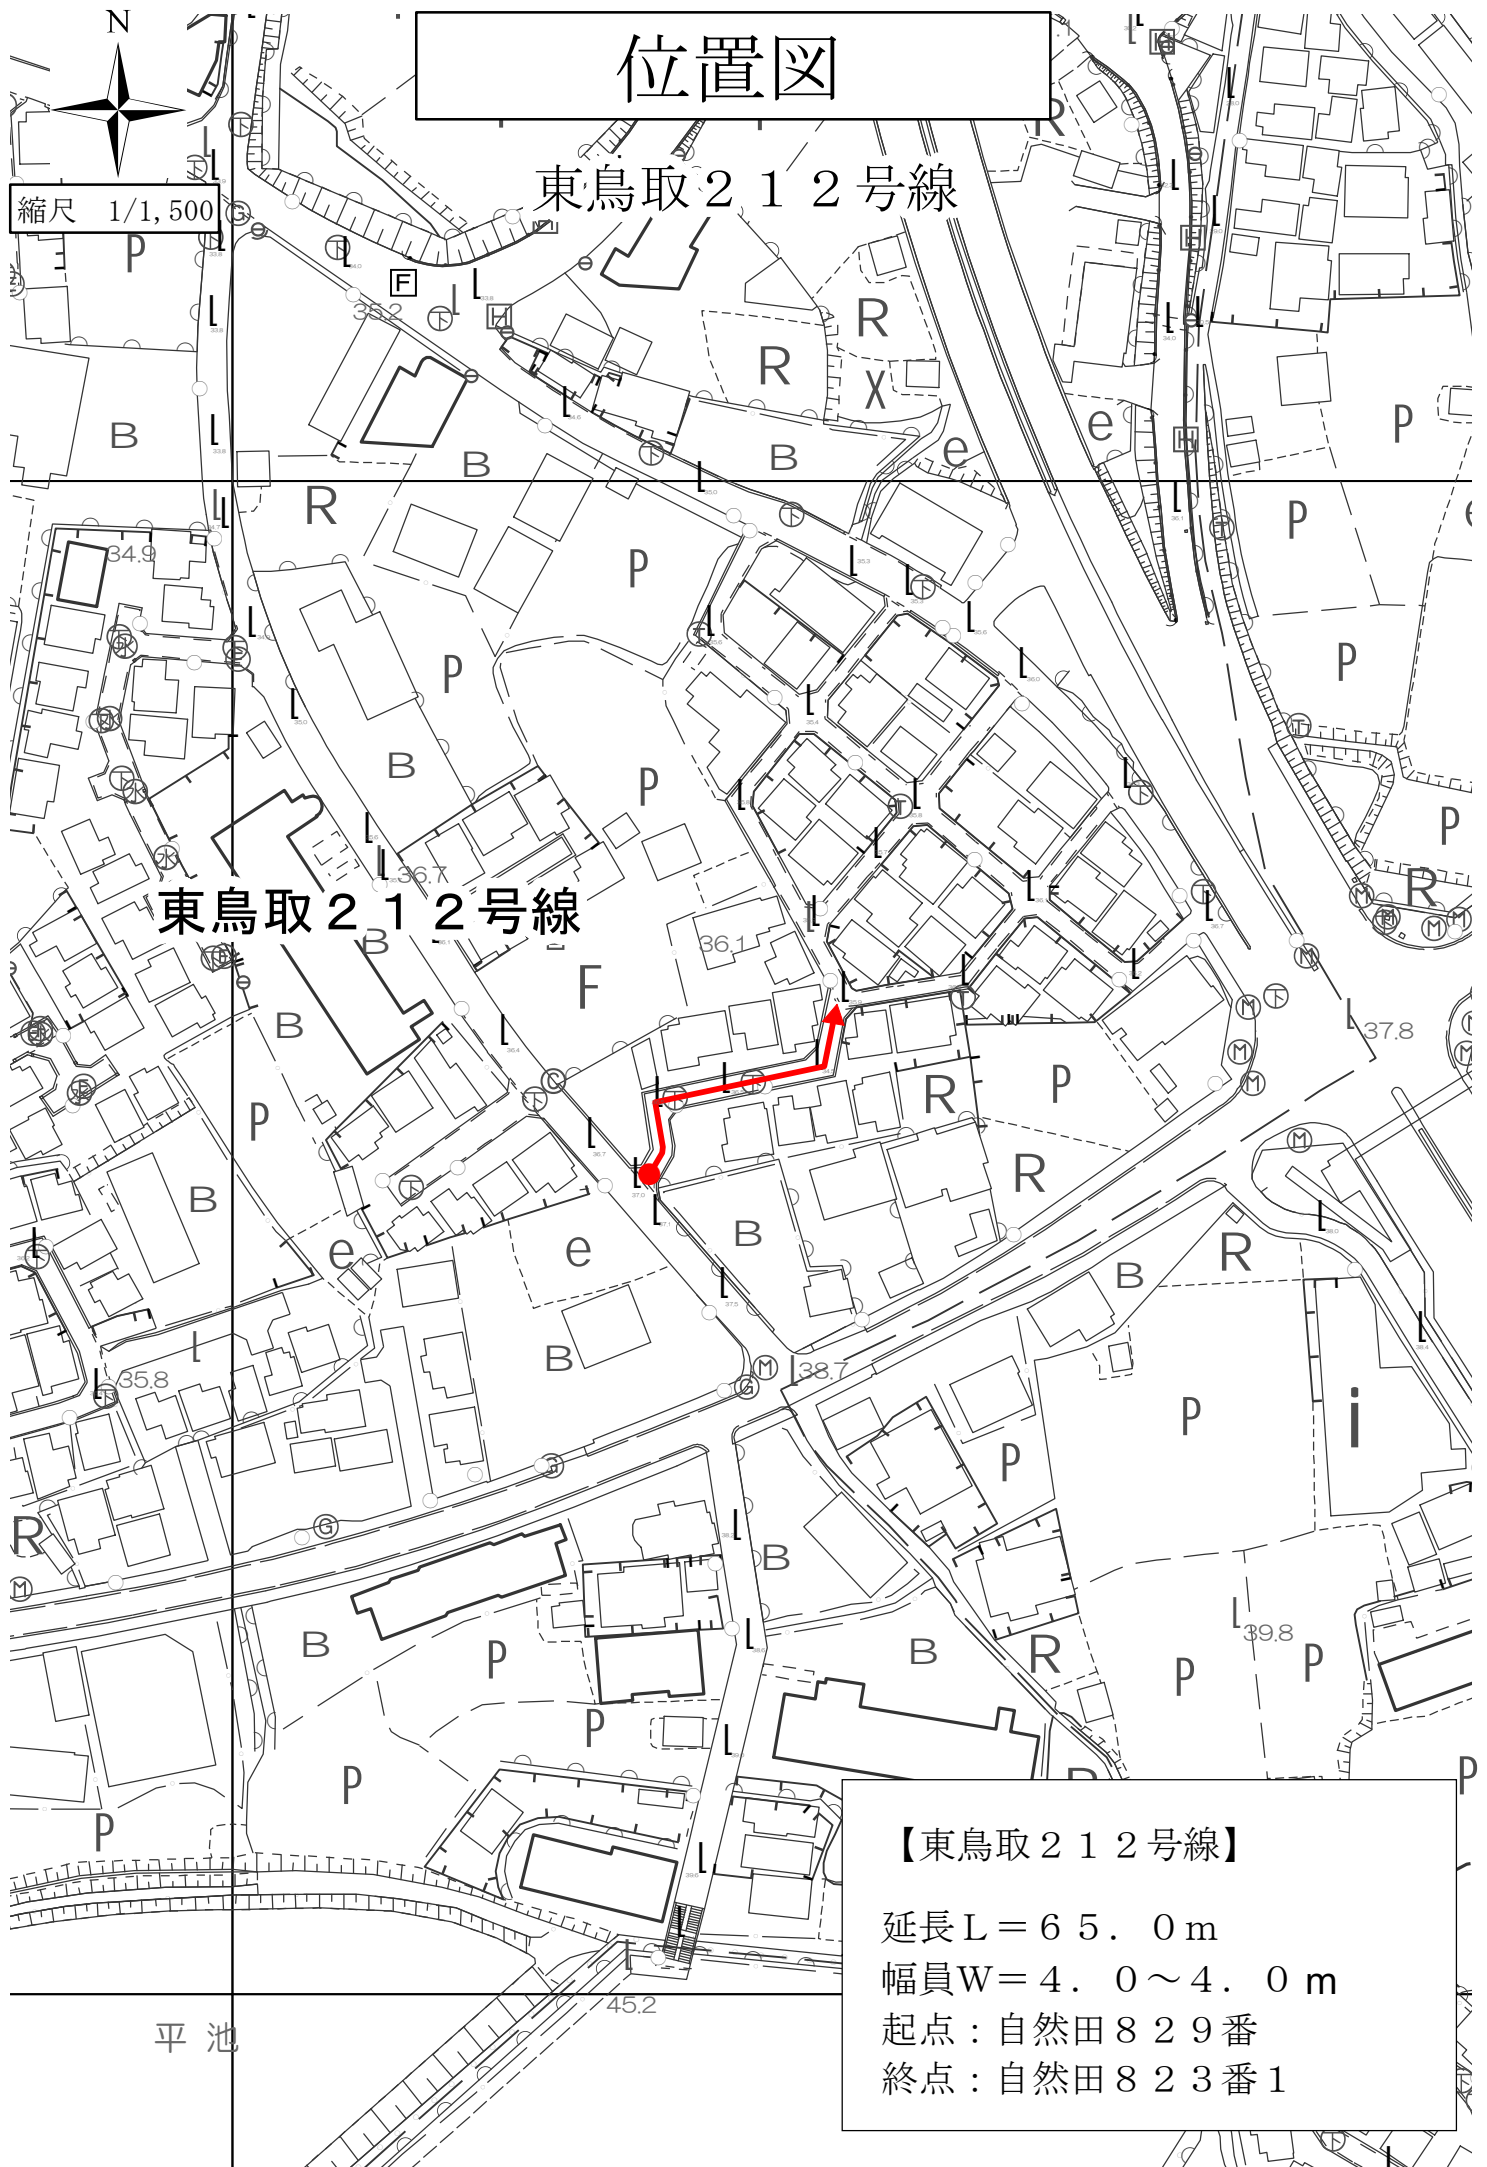 N
位置図
東鳥取２１２号線
縮尺　1/1,500
P
35.2
F
R
R
X
B
B
B
e
e
P
R
P
P
34.9
P
P
P
B
P
P
36.7
R
東鳥取２１２号線
B
36.1
F
B
37.8
P
R
P
B
R
e
e
B
R
B
B
35.8
38.7
P
i
P
R
B
B
P
B
R
39.8
P
P
P
P
P
P
【東鳥取２１２号線】
延長Ｌ＝６５．０ｍ
幅員Ｗ＝４．０～４．０ｍ
起点：自然田８２９番
終点：自然田８２３番１
45.2
平 池